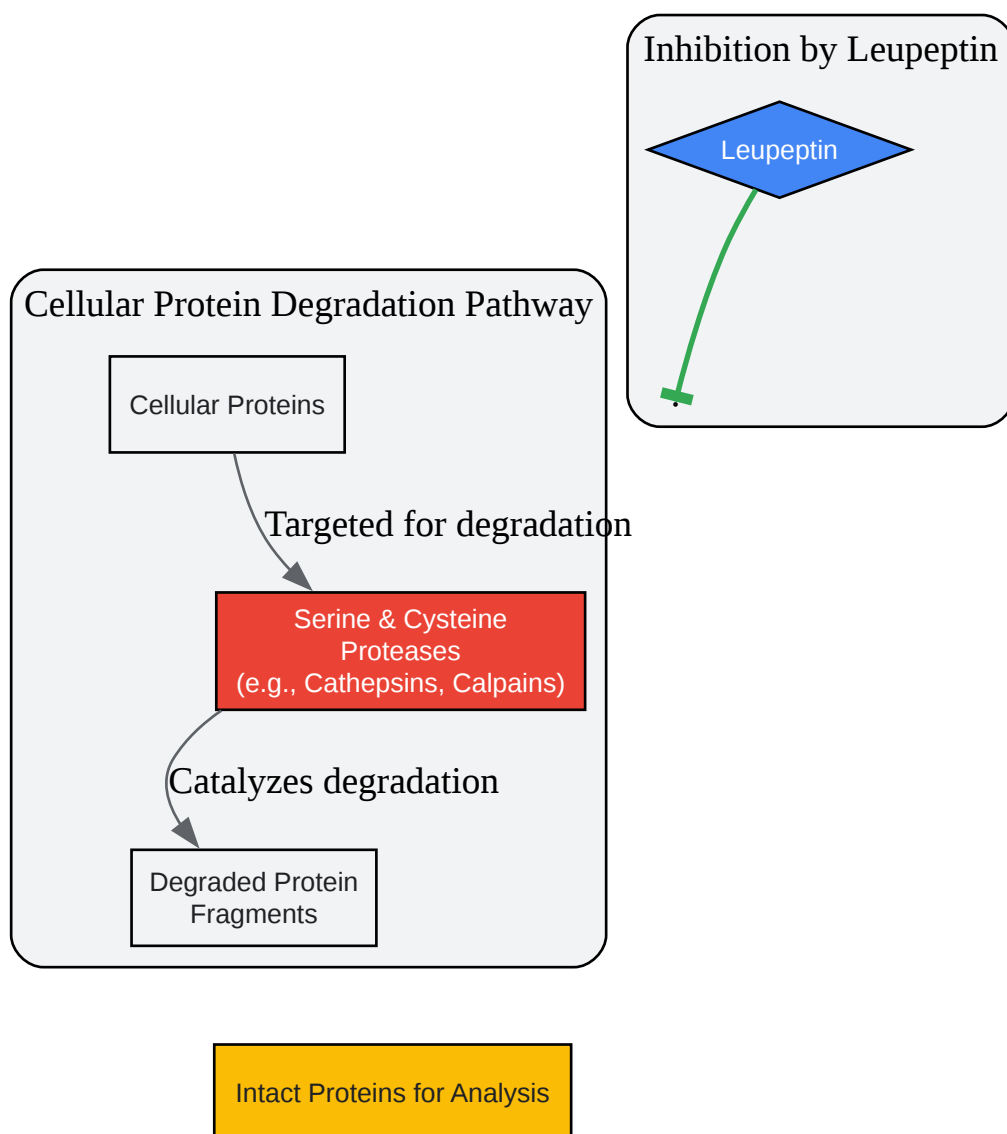 Inhibition by Leupeptin
Leupeptin
Cellular Protein Degradation Pathway
Cellular Proteins
Targeted for degradation
Serine & Cysteine
Proteases
(e.g., Cathepsins, Calpains)
Catalyzes degradation
Degraded Protein
Fragments
Intact Proteins for Analysis